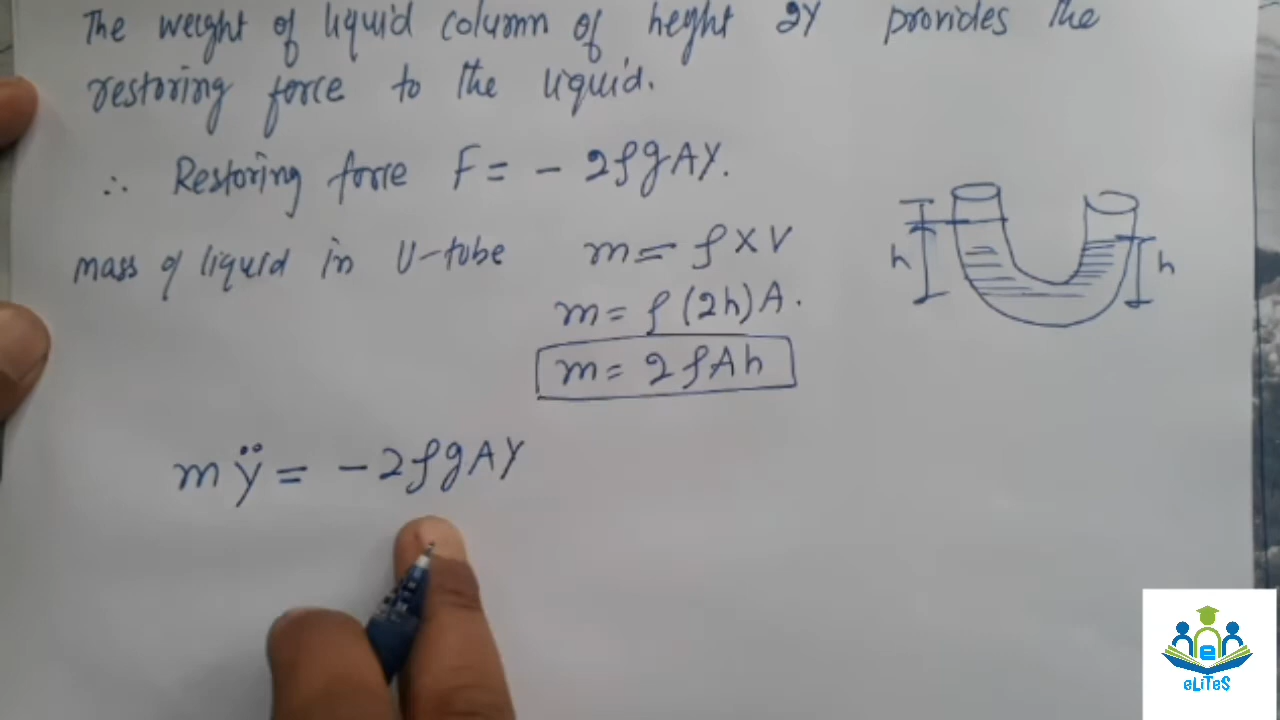 The weight of liquid column of height 2Y provides the
restoring force to the liquid.
∴ Restoring force F = - 2ρgAY.
mass of liquid in U-tube m = ρ X V
m = ρ (2h) A.
m = 2ρAh
h
h
m ÿ = - 2ρgAY
e
eLiTeS